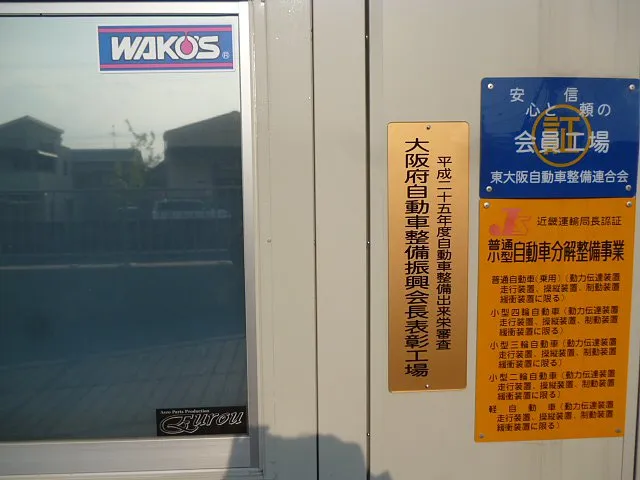 WAKO'S ®
Auto Parts Production
Eurou
平成二十五年度自動車整備出来栄審査
大阪府自動車整備振興会長表彰工場
安 信
心と頼の
会員工場
証
東大阪自動車整備連合会
近畿運輸局長認証
普通
小型自動車分解整備事業
普通自動車(乗用)(動力伝達装置
走行装置、操縦装置、制動装置
緩衝装置に限る)
小型四輪自動車(動力伝達装置
走行装置、操縦装置、制動装置
緩衝装置に限る)
小型三輪自動車(動力伝達装置
走行装置、操縦装置、制動装置
緩衝装置に限る)
小型二輪自動車(動力伝達装置
走行装置、操縦装置、制動装置
緩衝装置に限る)
軽自動車(動力伝達装置
走行装置、操縦装置、制動装置
緩衝装置に限る)